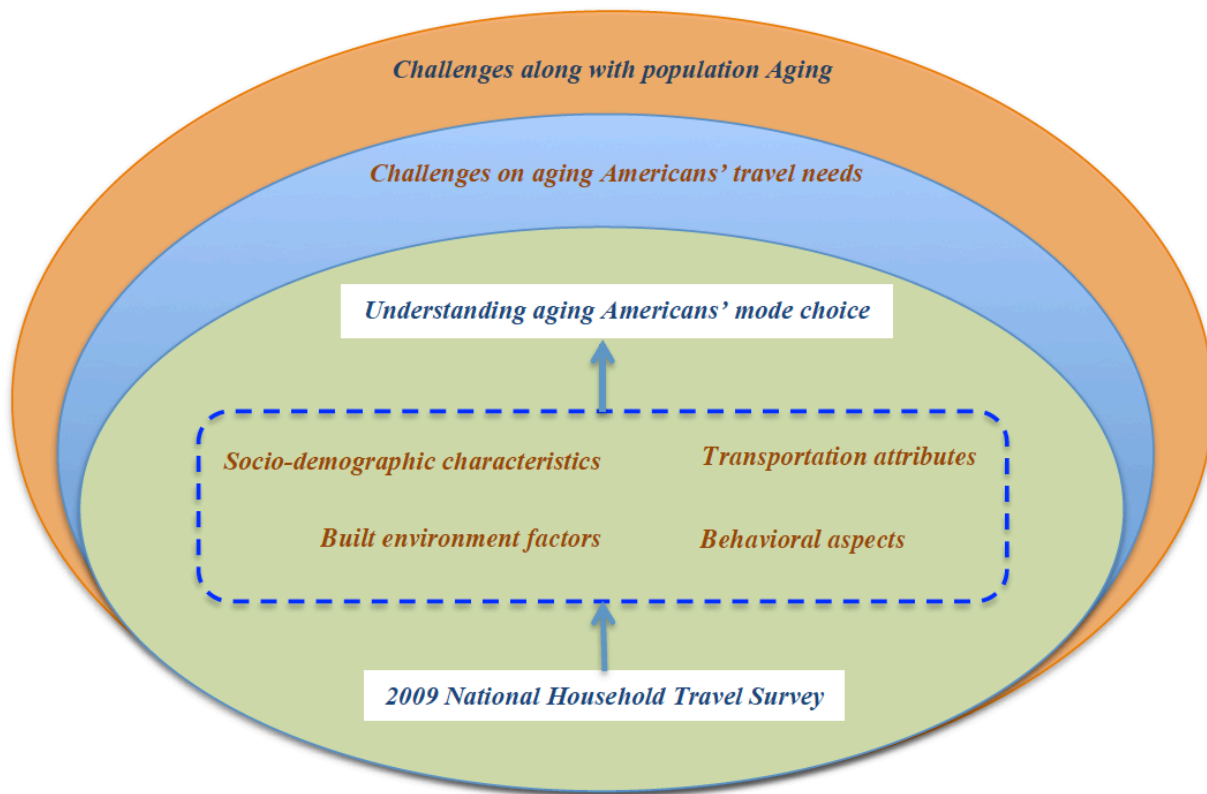 Challenges along with population Aging
Challenges on aging Americans’ travel needs
Understanding aging Americans’ mode choice
Socio-demographic characteristics
Transportation attributes
Built environment factors
Behavioral aspects
2009 National Household Travel Survey